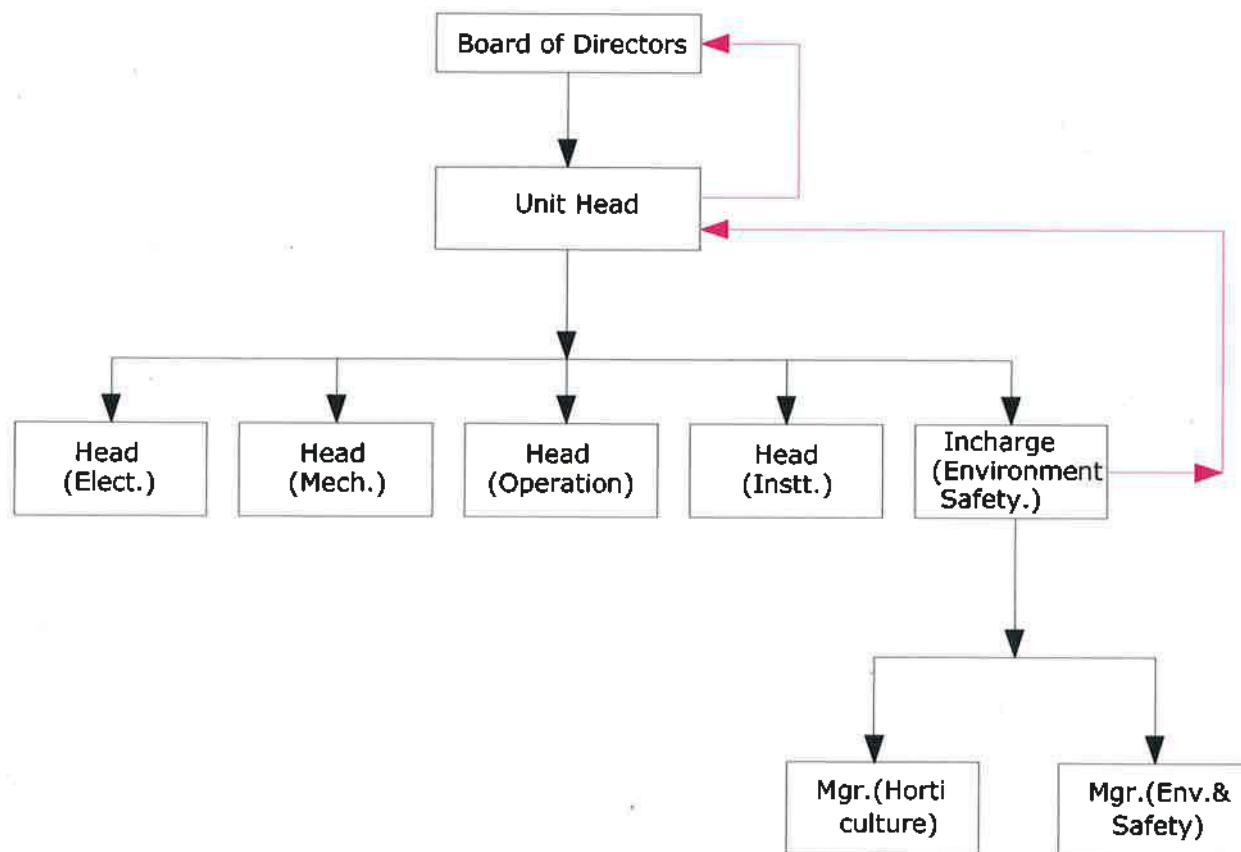 Board of Directors
Unit Head
Head
(Elect.)
Head
(Mech.)
Head
(Operation)
Head
(Instt.)
Incharge
(Environment
Safety.)
Mgr.(Horti
culture)
Mgr.(Env.&
Safety)